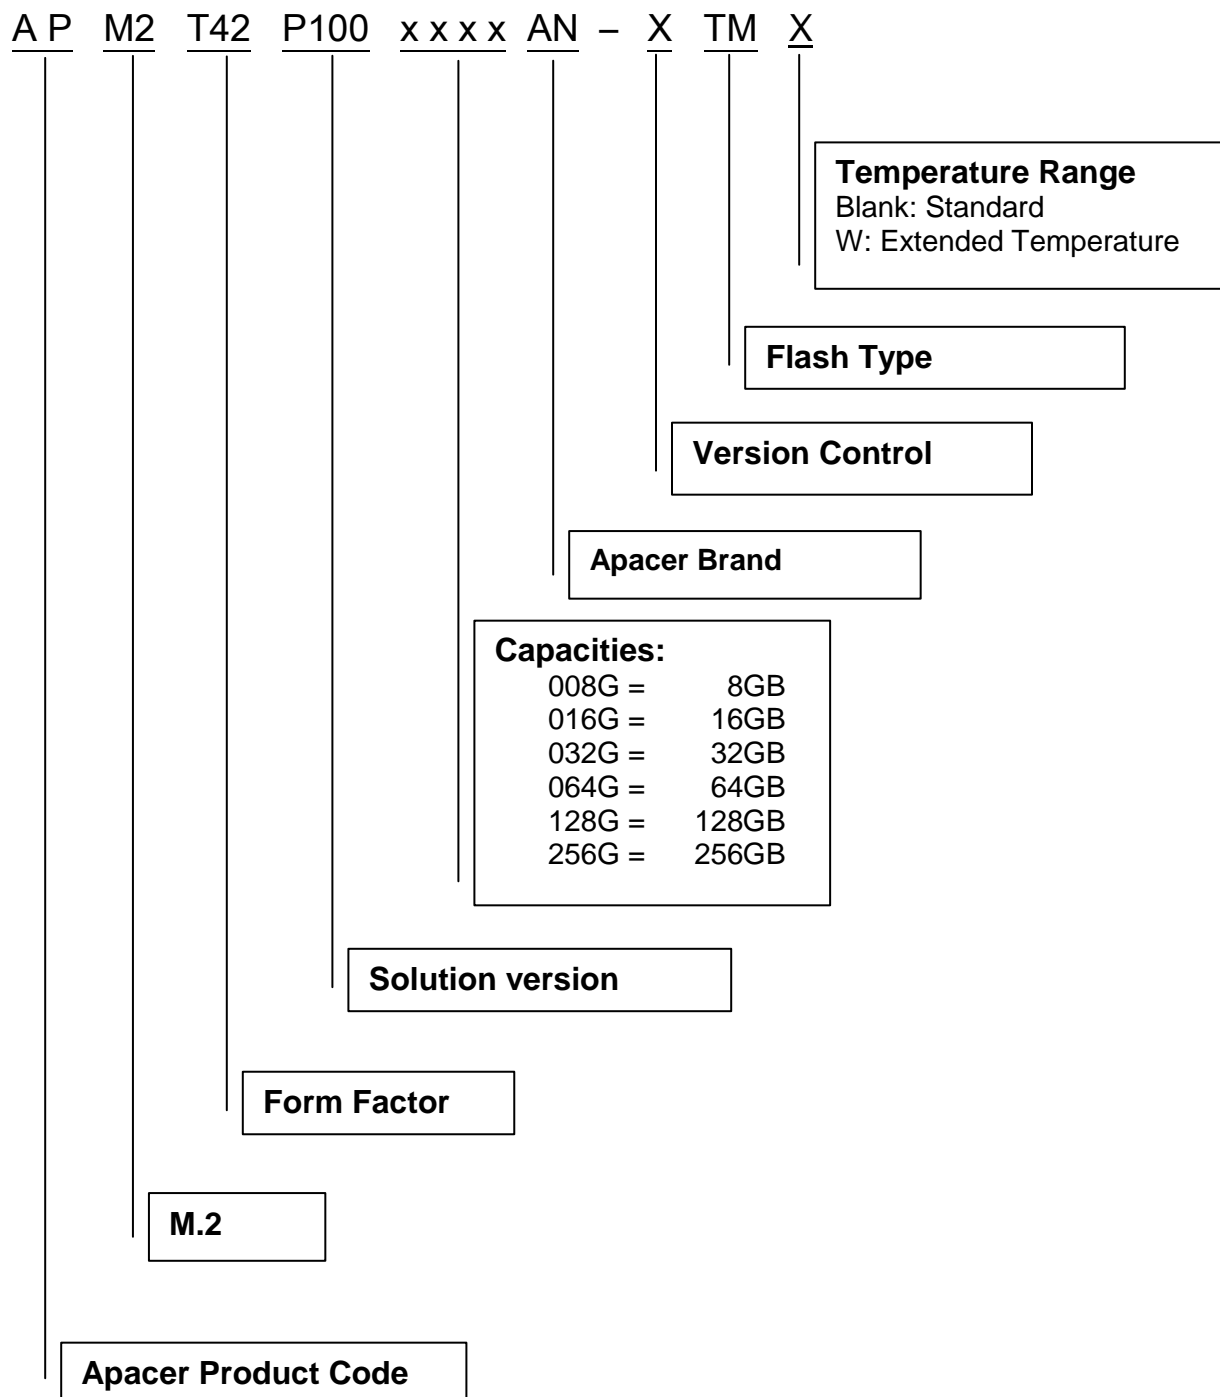 A P M2 T42 P100 x x x x AN – X TM X
Temperature Range
Blank: Standard
W: Extended Temperature
Flash Type
Version Control
Apacer Brand
Capacities:
008G = 8GB
016G = 16GB
032G = 32GB
064G = 64GB
128G = 128GB
256G = 256GB
Solution version
Form Factor
M.2
Apacer Product Code